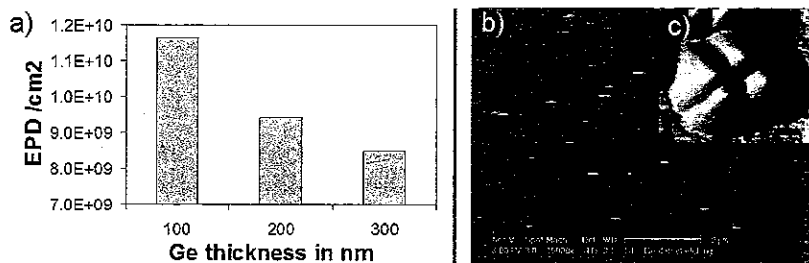 a)
1.2E+10
1.1E+10
1.0E+10
9.0E+09
8.0E+09
7.0E+09
EPD /cm2
100 200 300
Ge thickness in nm
b)
c)